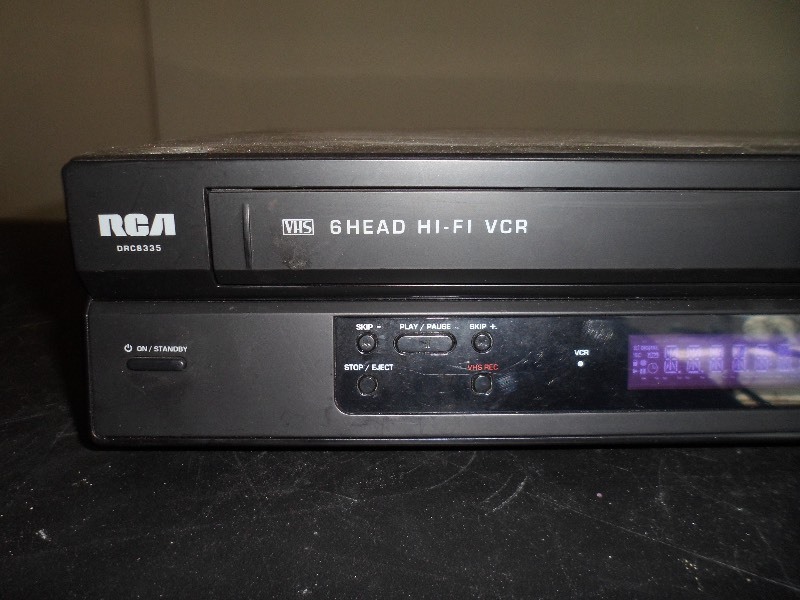 RCA
DRC8335
VHS 6HEAD HI-FI VCR
ON / STANDBY
SKIP - PLAY / PAUSE SKIP +
STOP / EJECT VHS REC
VCR